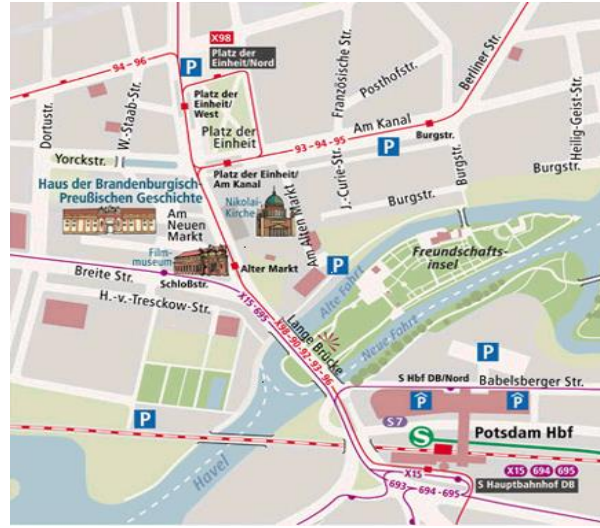 X98
Platz der
Einheit/Nord
94 - 96
P
Platz der
Einheit/
West
Platz der
Einheit
Dortustr.
W.-Staab-Str.
Französische Str.
Posthofstr.
Berliner Str.
Am Kanal
93 - 94 - 95
Burgstr.
P
Heilig-Geist-Str.
Yorckstr.
Platz der Einheit/
Am Kanal
J.-Curie-Str.
Burgstr.
Burgstr.
Burgstr.
Haus der Brandenburgisch-
Preußischen Geschichte
Nikolai-
Kirche
Am Alten Markt
Am
Neuen
Markt
Film-
museum
Alter Markt
P
Freundschafts-
insel
Breite Str.
Schloßstr.
Alte Fahrt
H.-v.-Tresckow-Str.
X15·695
X98-90-92-93-96
Lange Brücke
Neue Fahrt
P
S Hbf DB/Nord
Babelsberger Str.
P
P
P
S 7
S
Potsdam Hbf
Havel
X15
X15 694 695
693 - 694 - 695
S Hauptbahnhof DB